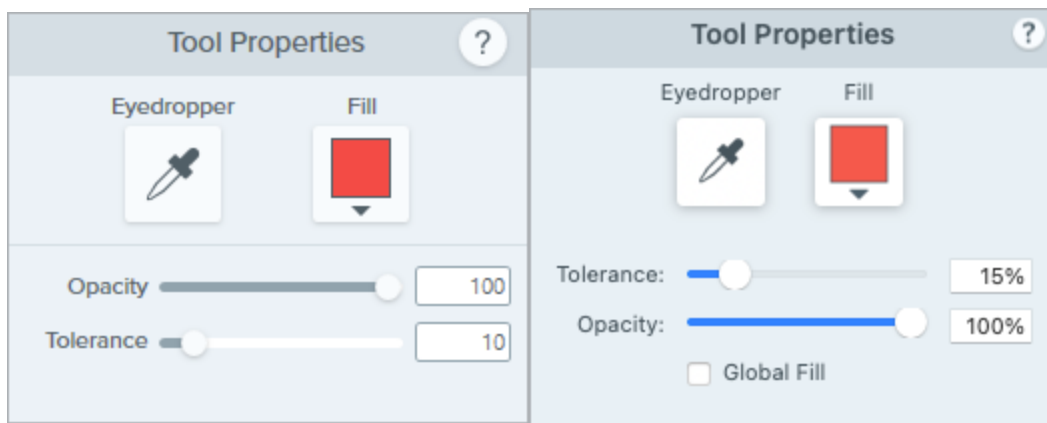 Tool Properties ?
Eyedropper Fill
Opacity 100
Tolerance 10
Tool Properties ?
Eyedropper Fill
Tolerance: 15%
Opacity: 100%
Global Fill